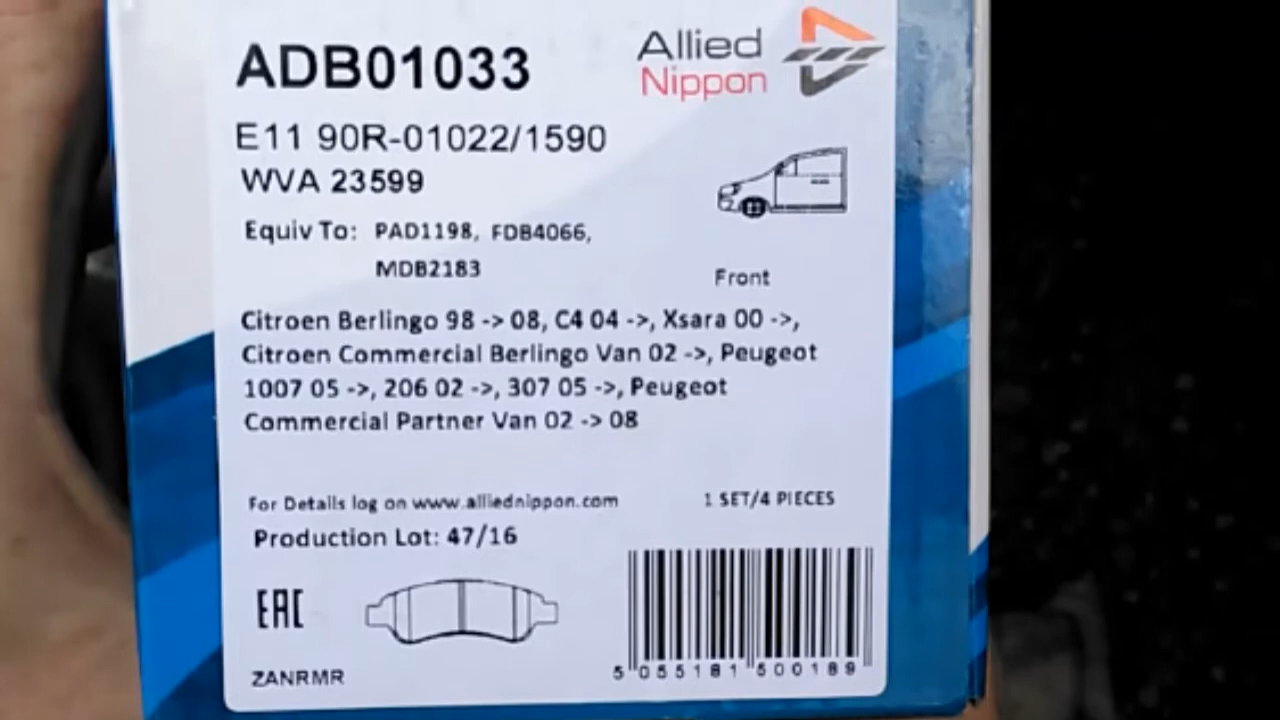 ADB01033
Allied
Nippon
E11 90R-01022/1590
WVA 23599
Equiv To: PAD1198, FDB4066,
MDB2183
Front
Citroen Berlingo 98 -> 08, C4 04 ->, Xsara 00 ->,
Citroen Commercial Berlingo Van 02 ->, Peugeot
1007 05 ->, 206 02 ->, 307 05 ->, Peugeot
Commercial Partner Van 02 -> 08
For Details log on www.alliednippon.com
1 SET/4 PIECES
Production Lot: 47/16
EAC
5 055181 500189
ZANRMR